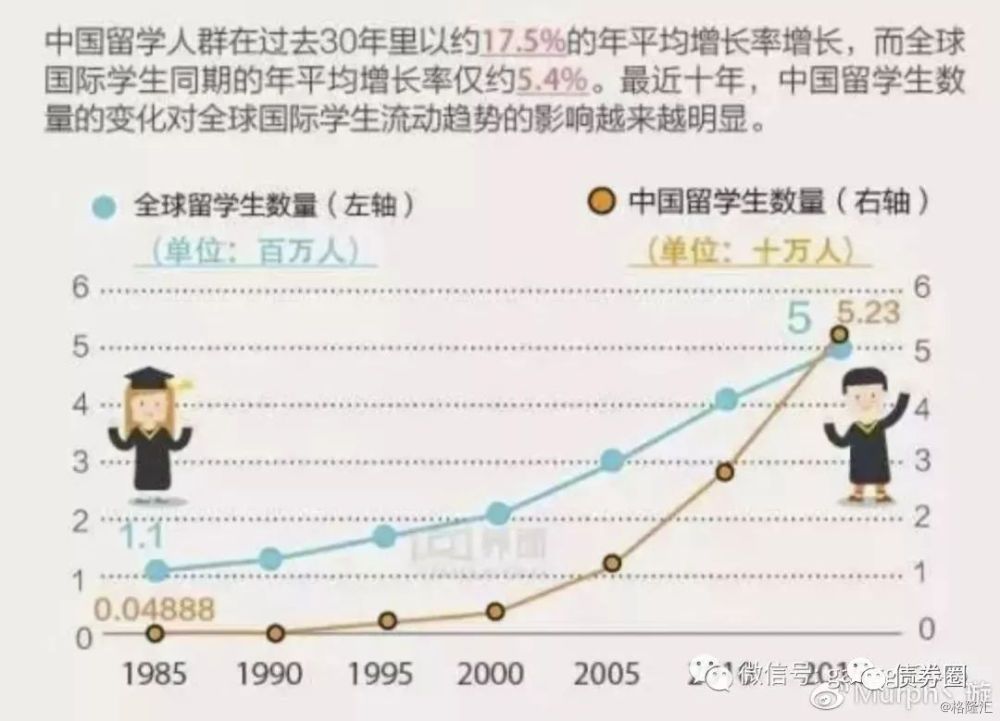 中国留学人群在过去30年里以约17.5%的年平均增长率增长，而全球
国际学生同期的年平均增长率仅约5.4%。最近十年，中国留学生数
量的变化对全球国际学生流动趋势的影响越来越明显。
全球留学生数量（左轴）
（单位：百万人）
中国留学生数量（右轴）
（单位：十万人）
6 6
5 5.23
5 5
4 4
3 3
2 2
1.1
1 1
0.04888
0 0
1985 1990 1995 2000 2005
微信号
债券圈
@格隆汇